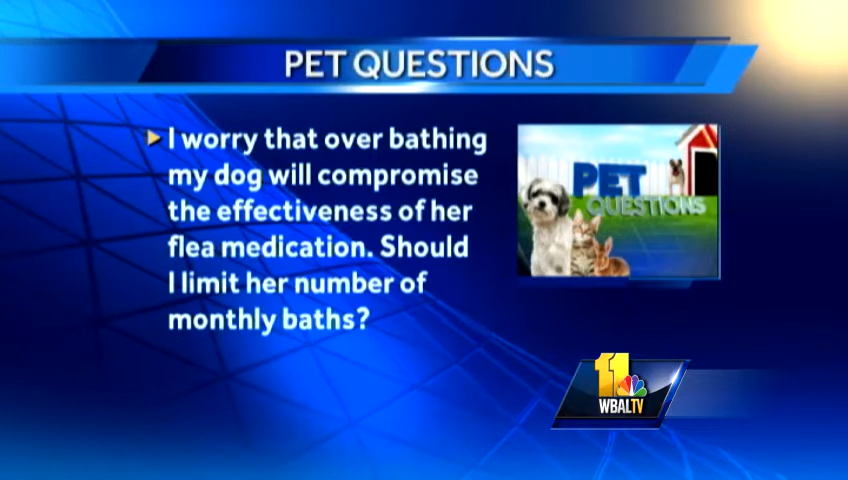 PET QUESTIONS
I worry that over bathing
my dog will compromise
the effectiveness of her
flea medication. Should
I limit her number of
monthly baths?
PET
QUESTIONS
11
WBALTV